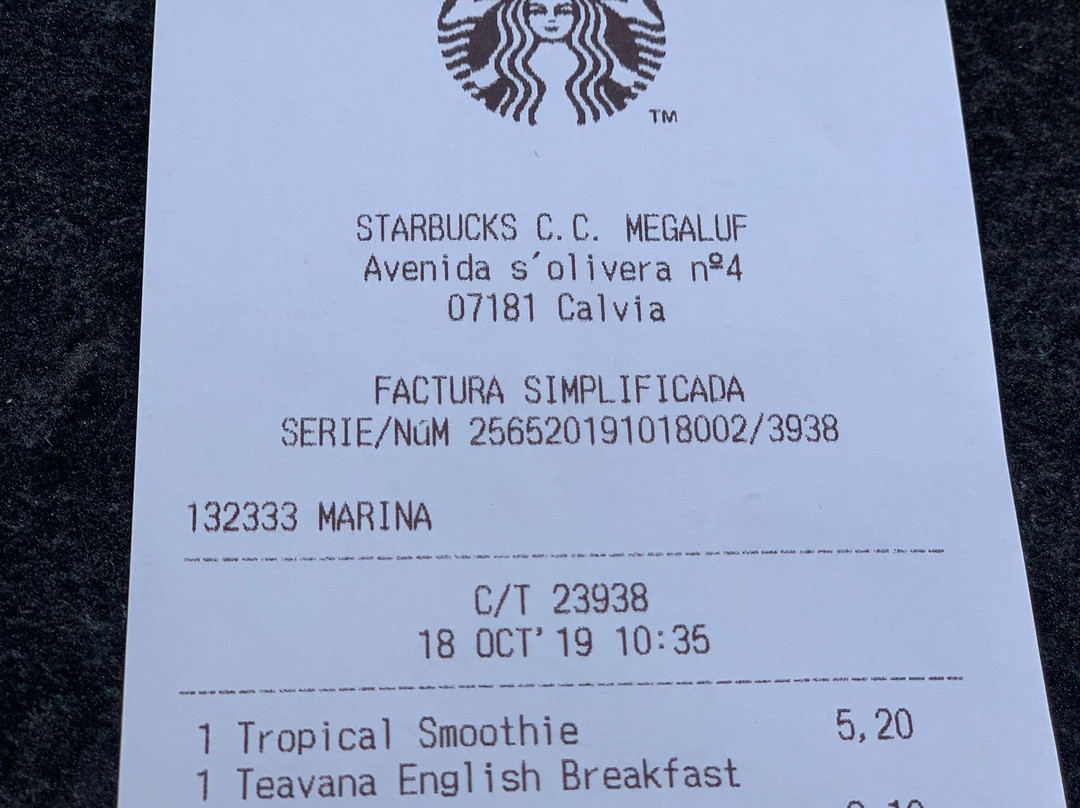 TM
STARBUCKS C.C. MEGALUF
Avenida s´olivera nº4
07181 Calvia
FACTURA SIMPLIFICADA
SERIE/NúM 256520191018002/3938
132333 MARINA
C/T 23938
18 OCT'19 10:35
1 Tropical Smoothie 5,20
1 Teavana English Breakfast